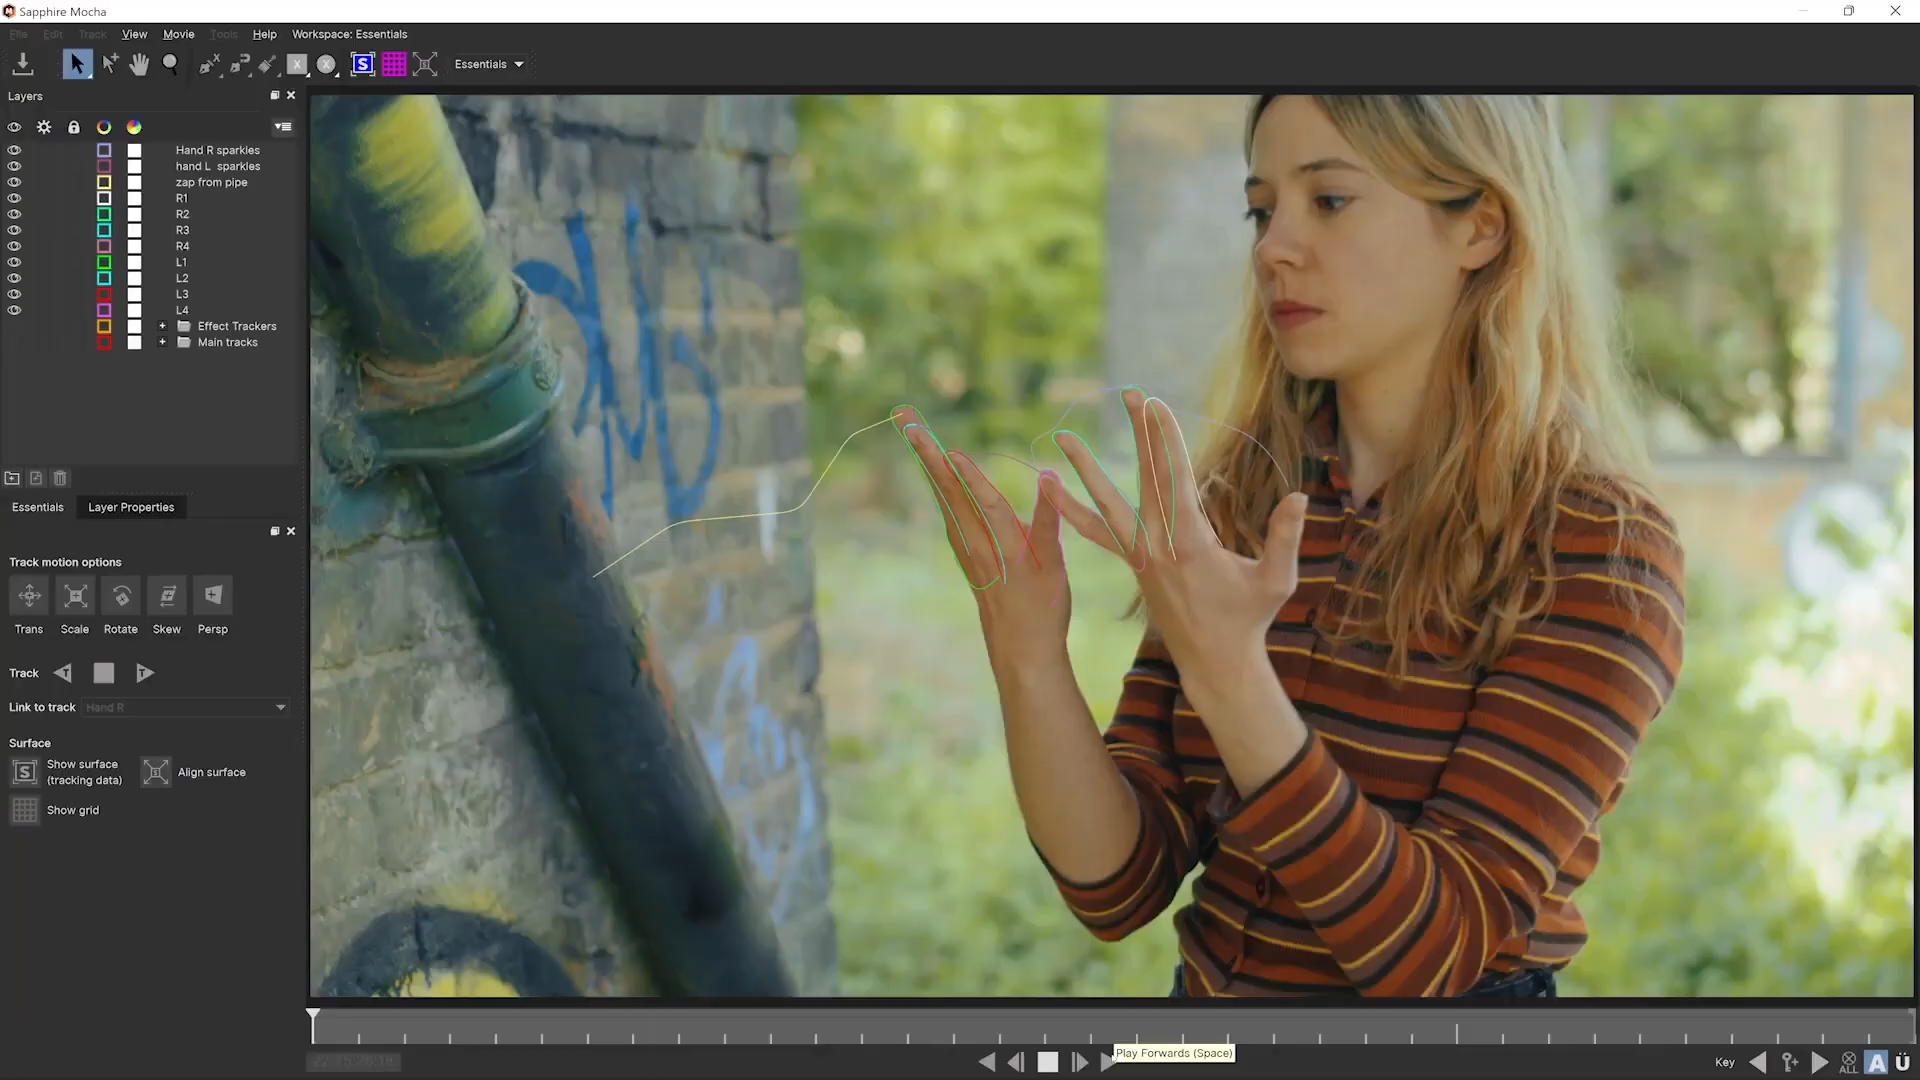 Sapphire Mocha
File Edit Track View Movie Tools Help Workspace: Essentials
S Essentials
Layers
Hand R sparkles
hand L sparkles
zap from pipe
R1
R2
R3
R4
L1
L2
L3
L4
Effect Trackers
Main tracks
Essentials Layer Properties
Track motion options
Trans Scale Rotate Skew Persp
Track
Link to track Hand R
Surface
Show surface
(tracking data)
Align surface
Show grid
Play Forwards (Space)
Key ALL A Ü